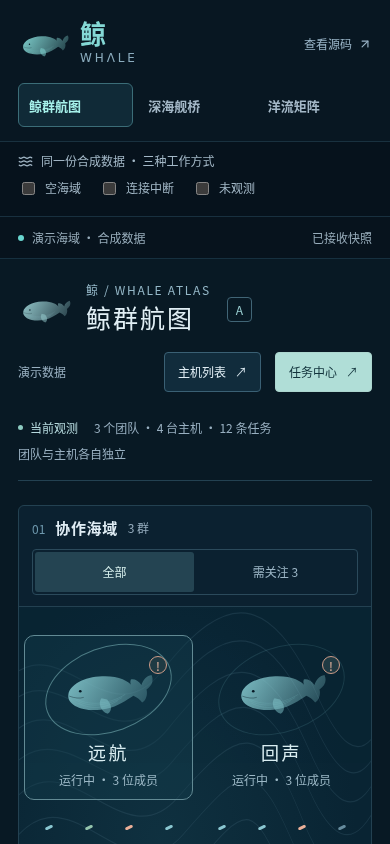 鲸
WHΛLE
查看源码 ↗
鲸群航图
深海舰桥
洋流矩阵
同一份合成数据 · 三种工作方式
空海域
连接中断
未观测
演示海域 · 合成数据
已接收快照
鲸 / WHALE ATLAS
鲸群航图
A
演示数据
主机列表 ↗
任务中心 ↗
当前观测 3 个团队 · 4 台主机 · 12 条任务
团队与主机各自独立
01 协作海域 3 群
全部
需关注 3
!
!
远航
回声
运行中 · 3 位成员
运行中 · 3 位成员